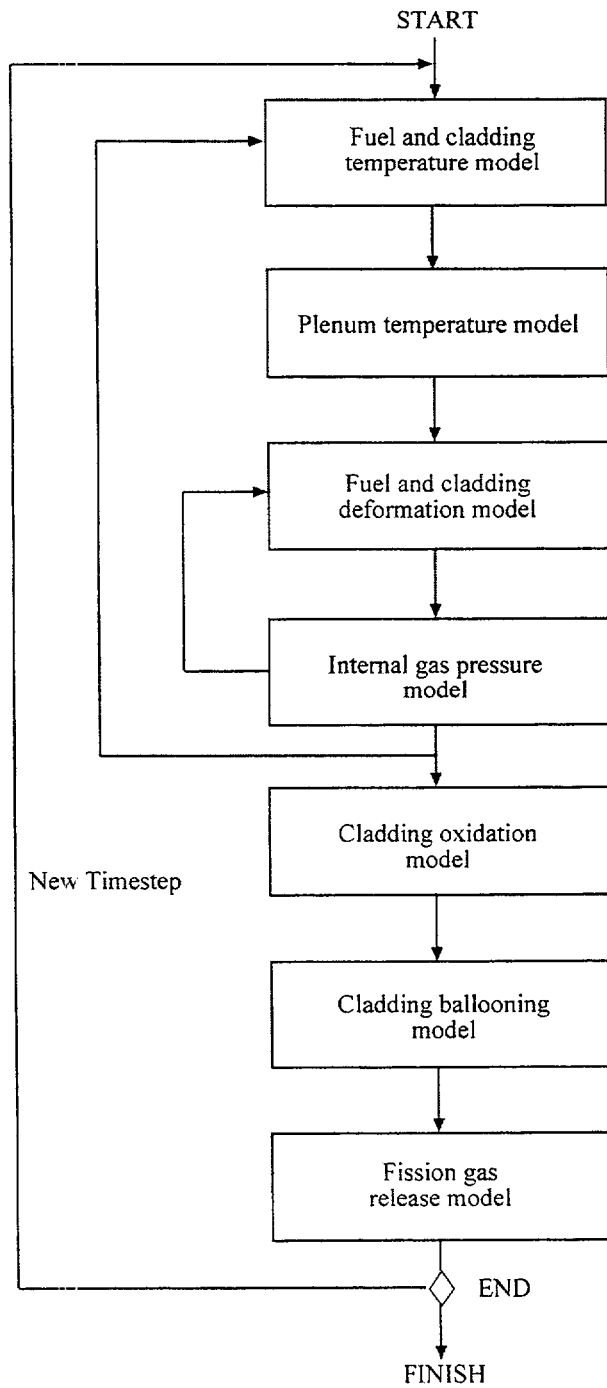 START
Fuel and cladding
temperature model
Plenum temperature model
Fuel and cladding
deformation model
Internal gas pressure
model
Cladding oxidation
model
New Timestep
Cladding ballooning
model
Fission gas
release model
END
FINISH